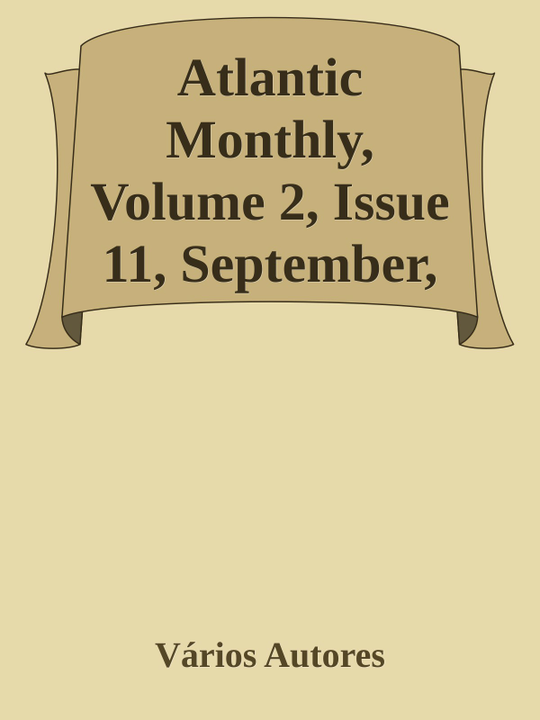 Atlantic
Monthly,
Volume 2, Issue
11, September,
Vários Autores